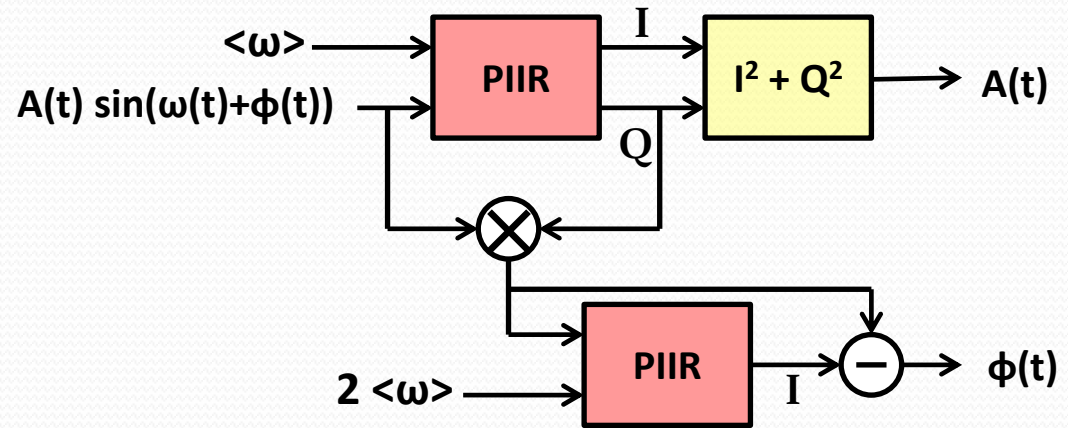 <ω>
A(t) sin(ω(t)+ϕ(t))
PIIR
I
Q
I² + Q²
A(t)
2 <ω>
PIIR
I
ϕ(t)